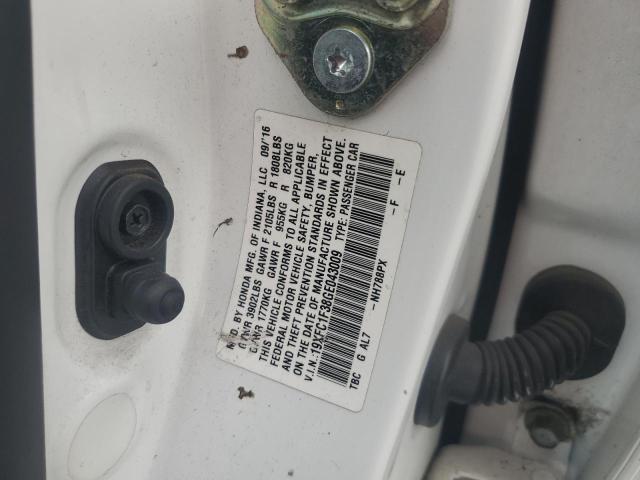 MFD. BY HONDA MFG. OF INDIANA, LLC 09/'16
GVWR 3902LBS GAWR F 2105LBS R 1808LBS
GVWR 1770KG GAWR F 955KG R 820KG
THIS VEHICLE CONFORMS TO ALL APPLICABLE
FEDERAL MOTOR VEHICLE SAFETY, BUMPER,
AND THEFT PREVENTION STANDARDS IN EFFECT
ON THE DATE OF MANUFACTURE SHOWN ABOVE.
V.I.N.:19XFC1F38GE043009 TYPE: PASSENGER CAR
TBC G AL7 -NH788PX -F -E